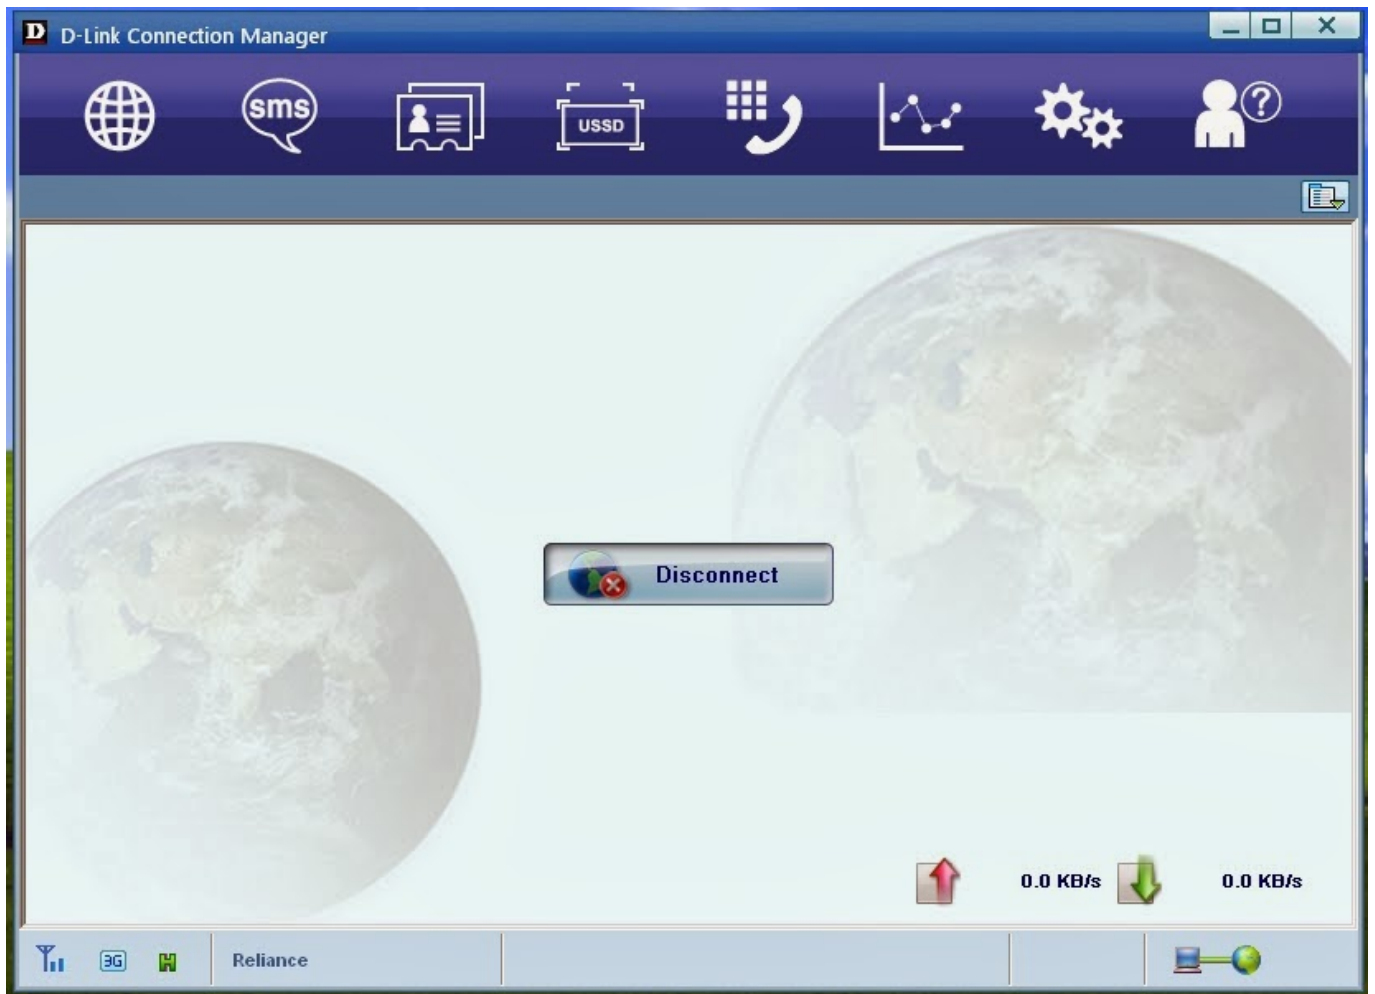 D D-Link Connection Manager
sms
USSD
?
Disconnect
0.0 KB/s 0.0 KB/s
3G H Reliance